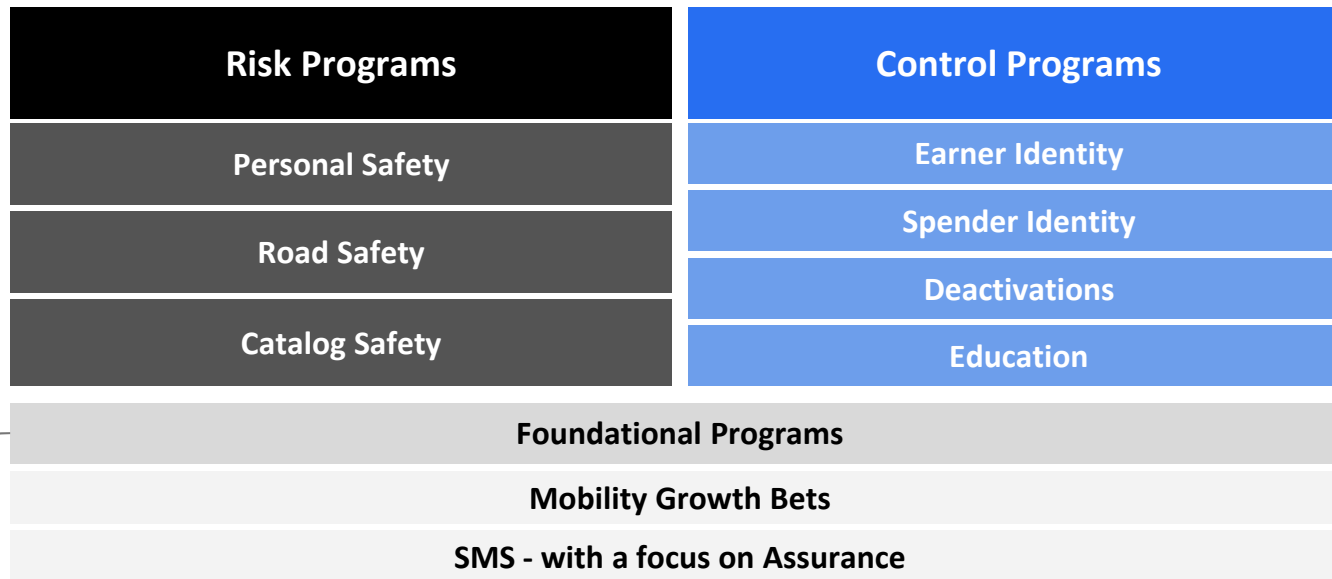 Risk Programs
Personal Safety
Road Safety
Catalog Safety
Control Programs
Earner Identity
Spender Identity
Deactivations
Education
Foundational Programs
Mobility Growth Bets
SMS - with a focus on Assurance